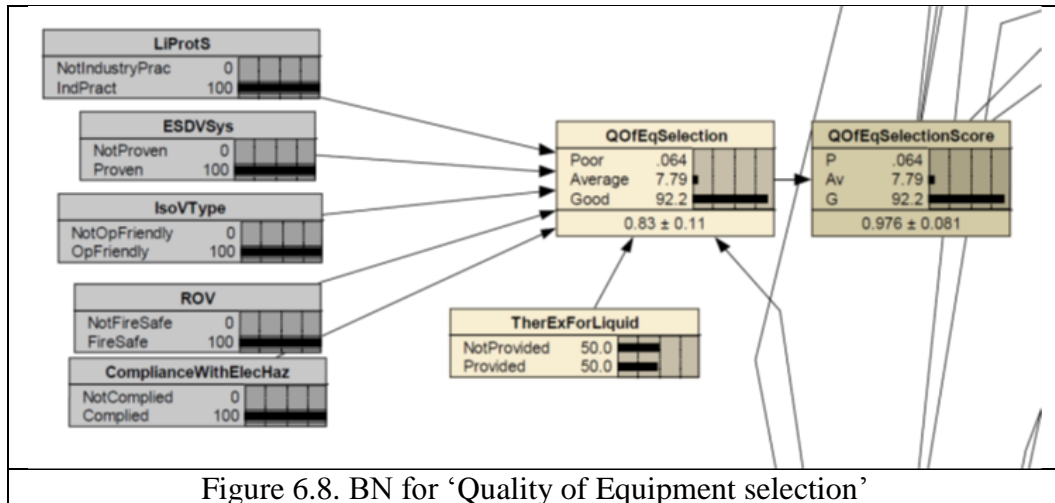 LiProtS
NotIndustryPrac 0
IndPract 100
ESDVSys
NotProven 0
Proven 100
IsoVType
NotOpFriendly 0
OpFriendly 100
ROV
NotFireSafe 0
FireSafe 100
ComplianceWithElecHaz
NotComplied 0
Complied 100
QOfEqSelection
Poor .064
Average 7.79
Good 92.2
0.83 ± 0.11
TherExForLiquid
NotProvided 50.0
Provided 50.0
QOfEqSelectionScore
P .064
Av 7.79
G 92.2
0.976 ± 0.081
Figure 6.8. BN for ‘Quality of Equipment selection’